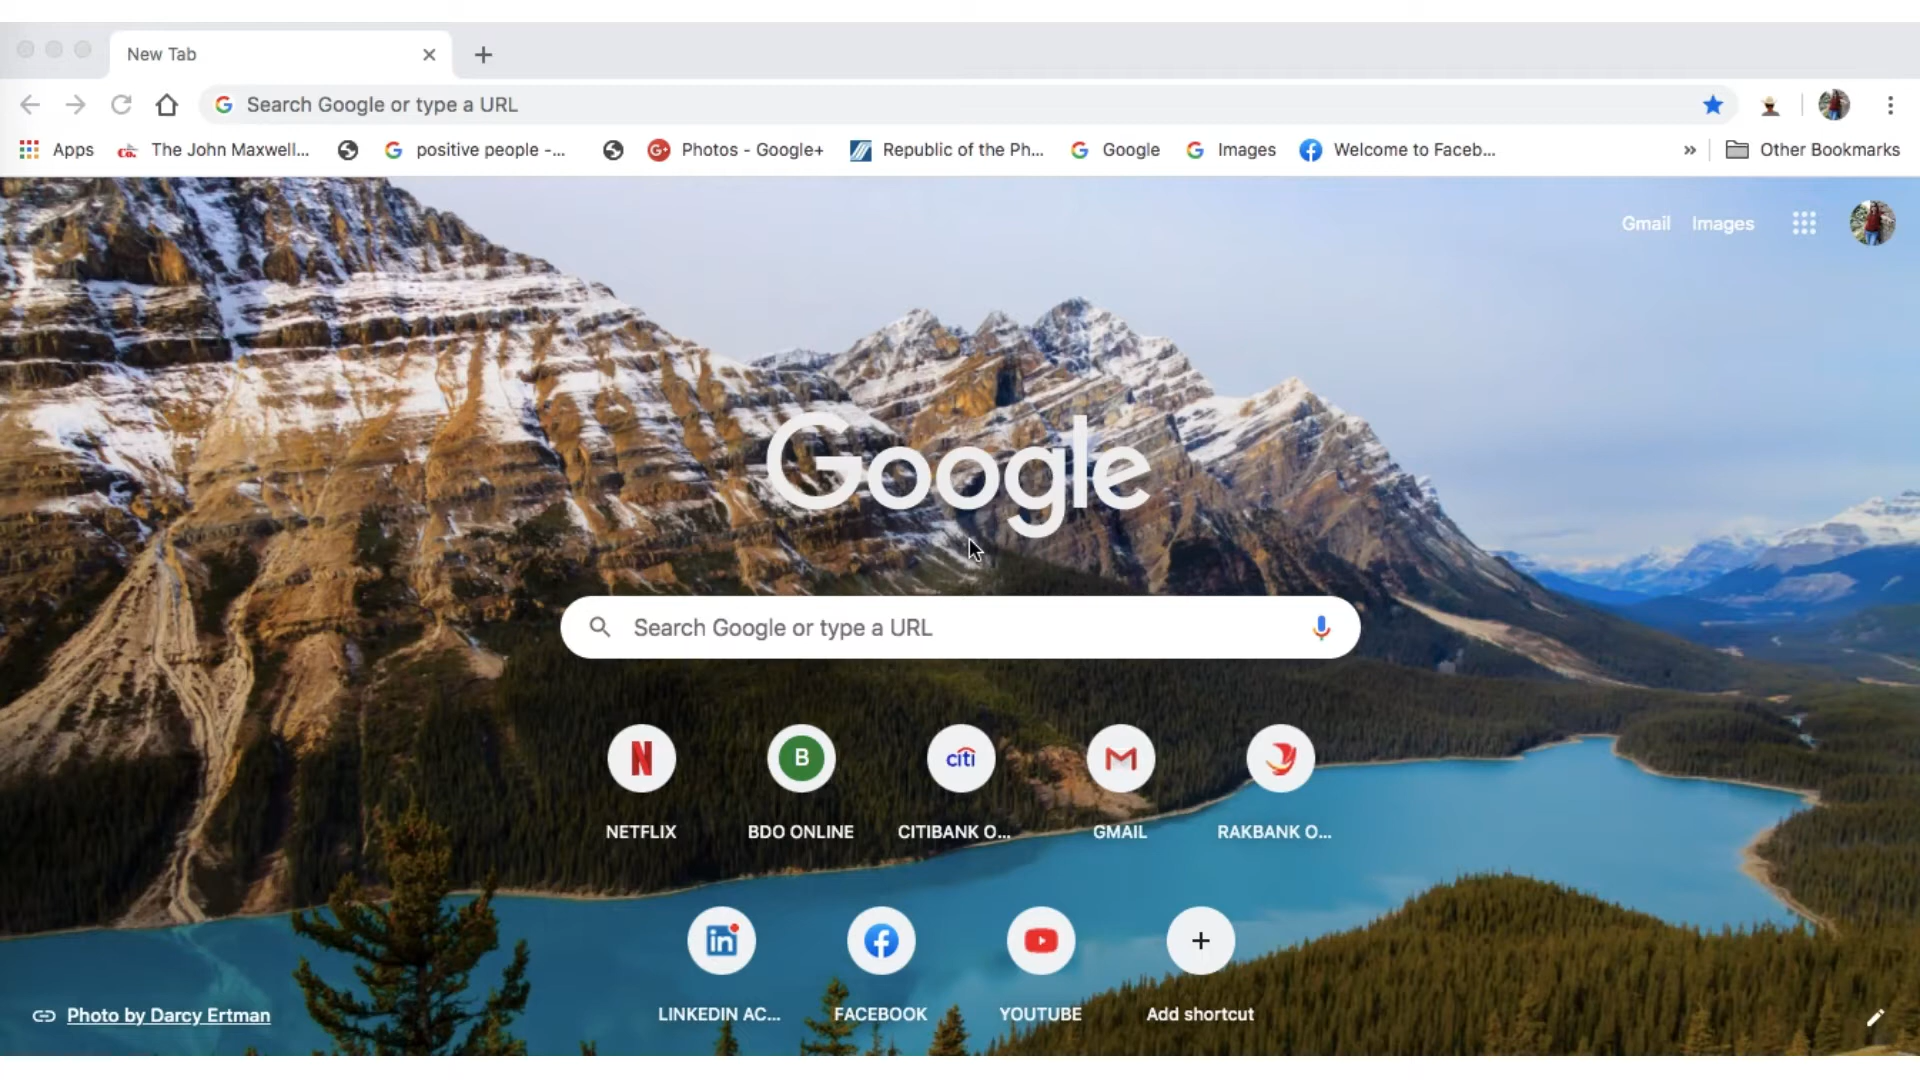 New Tab
Search Google or type a URL
Apps
The John Maxwell...
positive people -...
Photos - Google+
Republic of the Ph...
Google
Images
Welcome to Faceb...
»
Other Bookmarks
Gmail
Images
Google
Search Google or type a URL
B
citi
NETFLIX
BDO ONLINE
CITIBANK O...
GMAIL
RAKBANK O...
in
LINKEDIN AC...
FACEBOOK
YOUTUBE
Add shortcut
Photo by Darcy Ertman